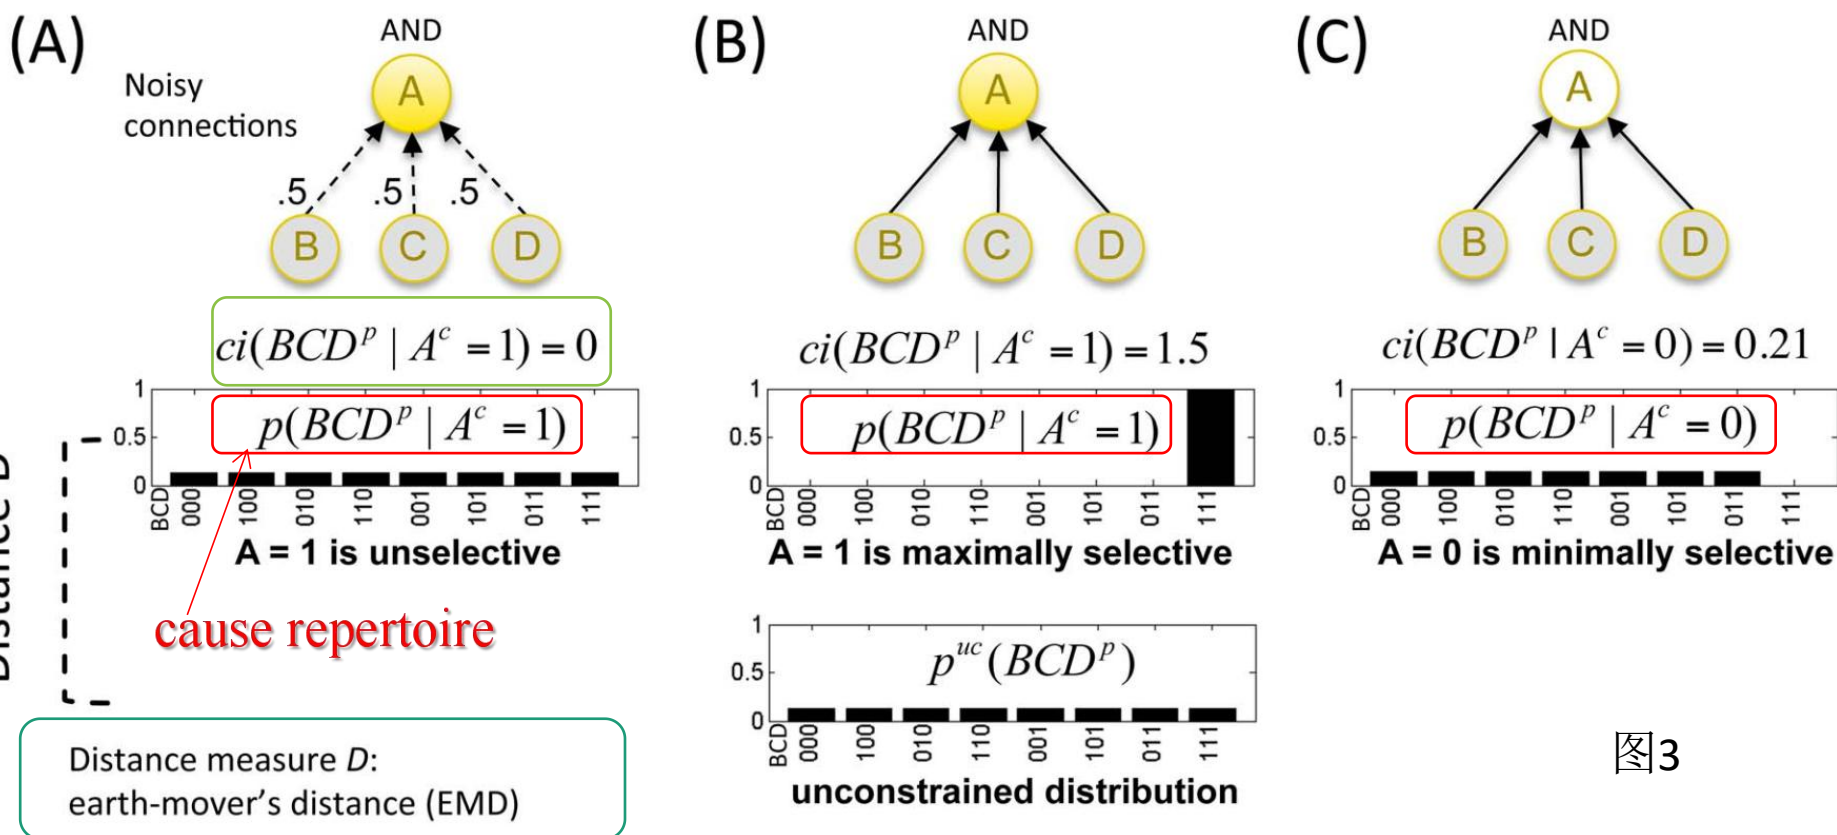 (A)
AND
Noisy
connections
A
.5
.5
.5
B
C
D
ci(BCD^p | A^c = 1) = 0
1
0.5
0
p(BCD^p | A^c = 1)
BCD
000
100
010
110
001
101
011
111
A = 1 is unselective
cause repertoire
Distance D
Distance measure D:
earth-mover's distance (EMD)
(B)
AND
A
B
C
D
ci(BCD^p | A^c = 1) = 1.5
1
0.5
0
p(BCD^p | A^c = 1)
BCD
000
100
010
110
001
101
011
111
A = 1 is maximally selective
1
0.5
0
p^uc(BCD^p)
BCD
000
100
010
110
001
101
011
111
unconstrained distribution
(C)
AND
A
B
C
D
ci(BCD^p | A^c = 0) = 0.21
1
0.5
0
p(BCD^p | A^c = 0)
BCD
000
100
010
110
001
101
011
111
A = 0 is minimally selective
图3